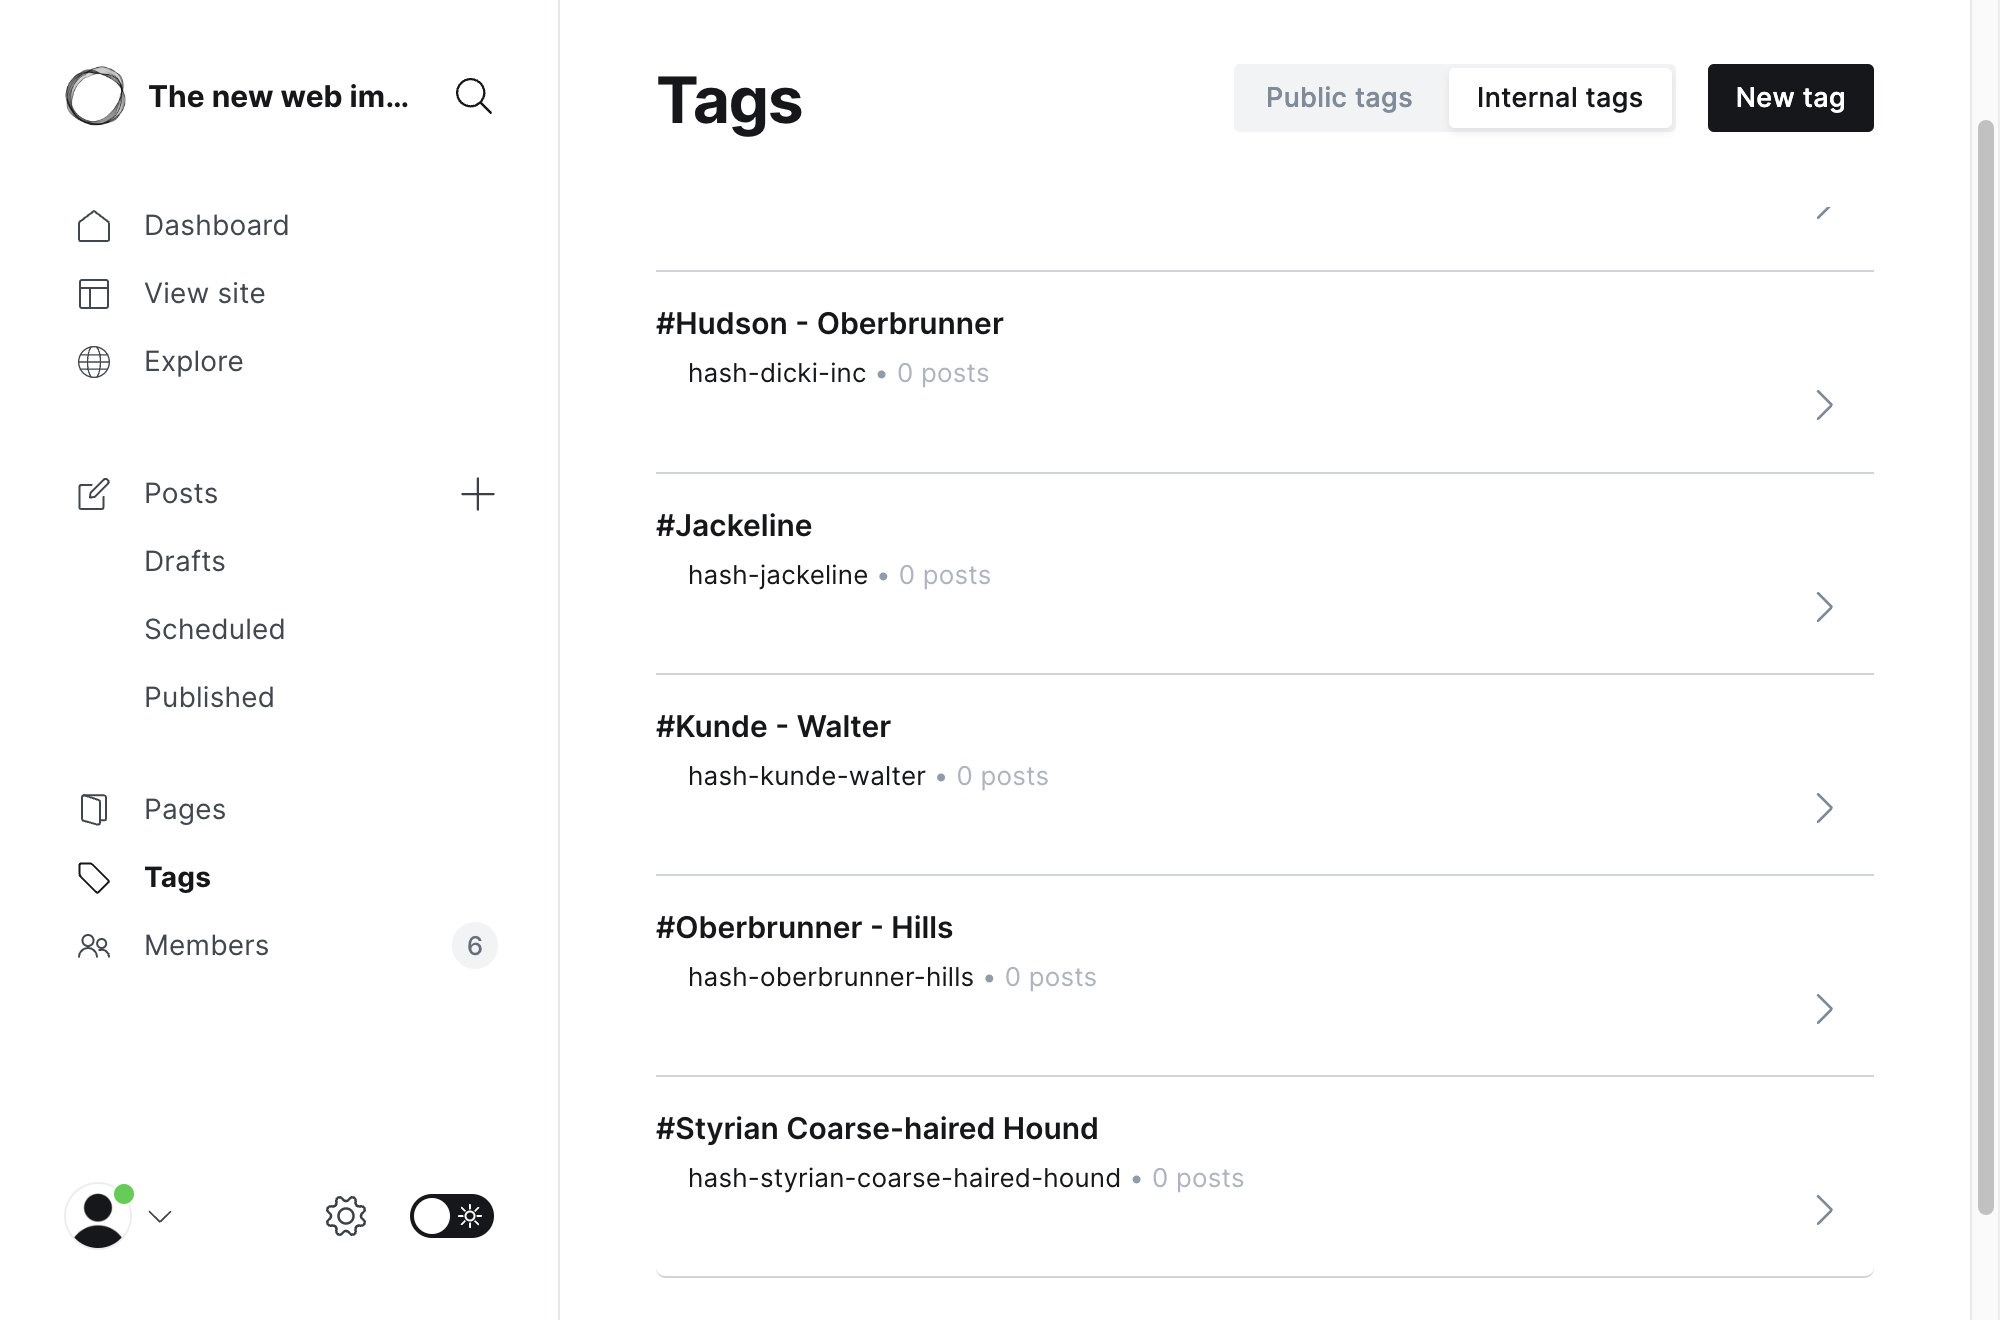 The new web im...
Dashboard
View site
Explore
Posts
Drafts
Scheduled
Published
Pages
Tags
Members
6
Tags
Public tags
Internal tags
New tag
#Hudson - Oberbrunner
hash-dicki-inc • 0 posts
#Jackeline
hash-jackeline • 0 posts
#Kunde - Walter
hash-kunde-walter • 0 posts
#Oberbrunner - Hills
hash-oberbrunner-hills • 0 posts
#Styrian Coarse-haired Hound
hash-styrian-coarse-haired-hound • 0 posts